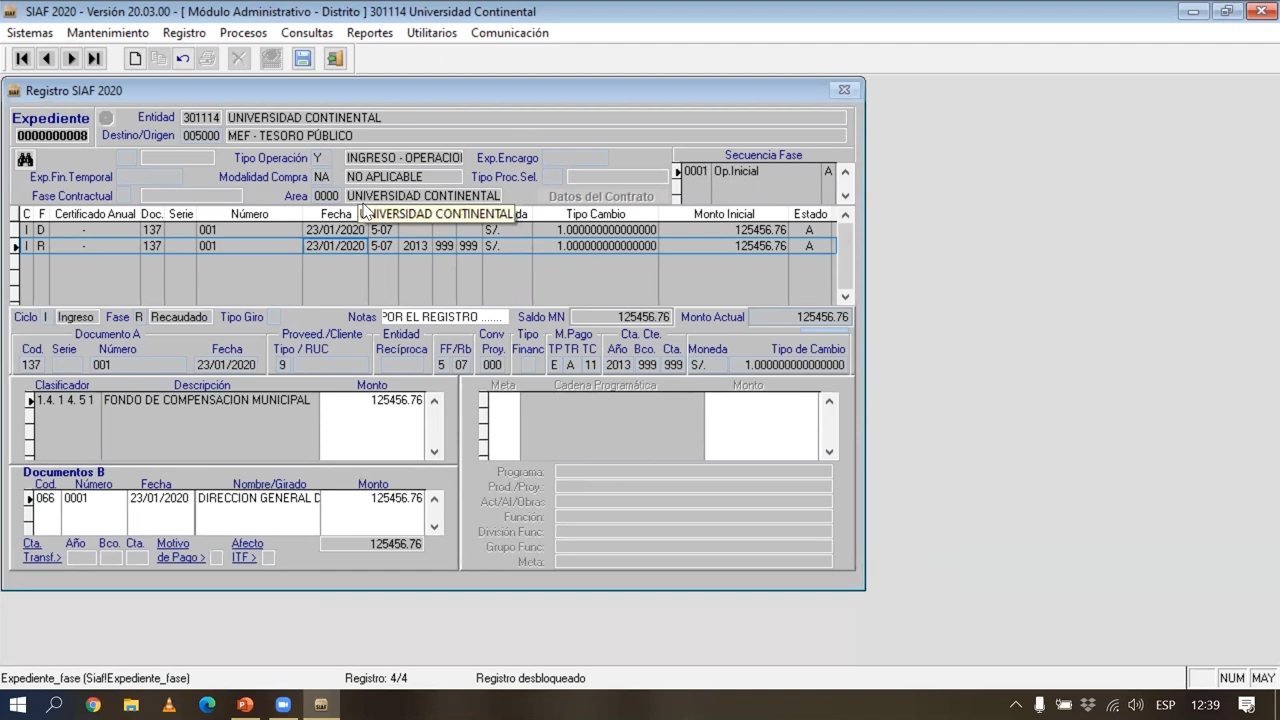 SIAF 2020 - Versión 20.03.00 - [ Módulo Administrativo - Distrito ] 301114 Universidad Continental
Sistemas Mantenimiento Registro Procesos Consultas Reportes Utilitarios Comunicación
Registro SIAF 2020
Expediente Entidad 301114 UNIVERSIDAD CONTINENTAL
0000000008 Destino/Origen 005000 MEF - TESORO PÚBLICO
Tipo Operación Y INGRESO - OPERACIO Exp.Encargo Secuencia Fase
0001 Op.Inicial A
Exp.Fin.Temporal Modalidad Compra NA NO APLICABLE Tipo Proc.Sel.
Fase Contractual Area 0000 UNIVERSIDAD CONTINENTAL Datos del Contrato
C F Certificado Anual Doc. Serie Número Fecha UNIVERSIDAD CONTINENTAL da Tipo Cambio Monto Inicial Estado
I D - 137 001 23/01/2020 5-07 S/. 1.000000000000000 125456.76 A
I R - 137 001 23/01/2020 5-07 2013 999 999 S/. 1.000000000000000 125456.76 A
Ciclo I Ingreso Fase R Recaudado Tipo Giro Notas POR EL REGISTRO ....... Saldo MN 125456.76 Monto Actual 125456.76
Documento A Proveed./Cliente Entidad Conv Tipo M.Pago Cta. Cte.
Cod. Serie Número Fecha Tipo / RUC Recíproca FF/Rb Proy. Financ TP TR TC Año Bco. Cta. Moneda Tipo de Cambio
137 001 23/01/2020 9 5 07 000 E A 11 2013 999 999 S/. 1.000000000000000
Clasificador Descripción Monto
1.4. 1 4. 5 1 FONDO DE COMPENSACION MUNICIPAL 125456.76
Meta Cadena Programática Monto
Documentos B
Cod. Número Fecha Nombre/Girado Monto
066 0001 23/01/2020 DIRECCION GENERAL D 125456.76
Cta. Año Bco. Cta. Motivo Afecto 125456.76
Transf.> de Pago > ITF >
Programa:
Prod./Proy.:
Act/AI/Obra:
Función:
División Func:
Grupo Func:
Meta:
Expediente_fase (Siaf!Expediente_fase) Registro: 4/4 Registro desbloqueado NUM MAY
ESP 12:39